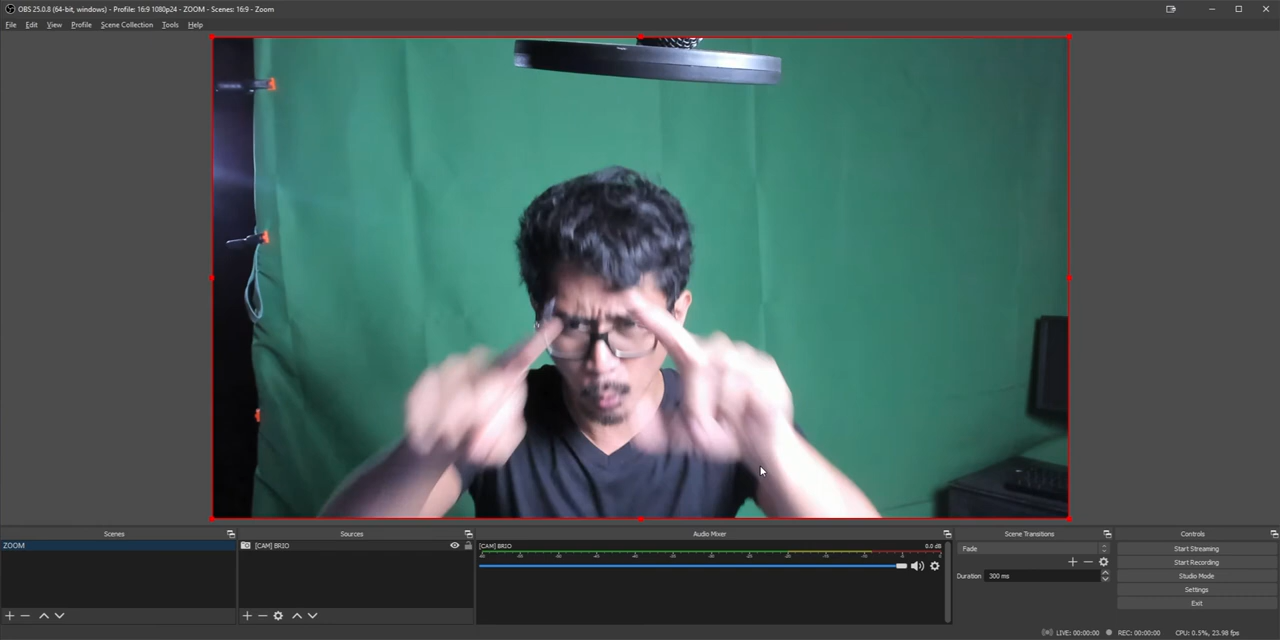 OBS 25.0.8 (64-bit, windows) - Profile: 16:9 1080p24 - ZOOM - Scenes: 16:9 - Zoom
File Edit View Profile Scene Collection Tools Help
Scenes Sources Audio Mixer Scene Transitions Controls
ZOOM [CAM] BRIO [CAM] BRIO 0.0 dB Fade Start Streaming
Start Recording
Duration 300 ms Studio Mode
Settings
Exit
LIVE: 00:00:00 REC: 00:00:00 CPU: 0.5%, 23.98 fps